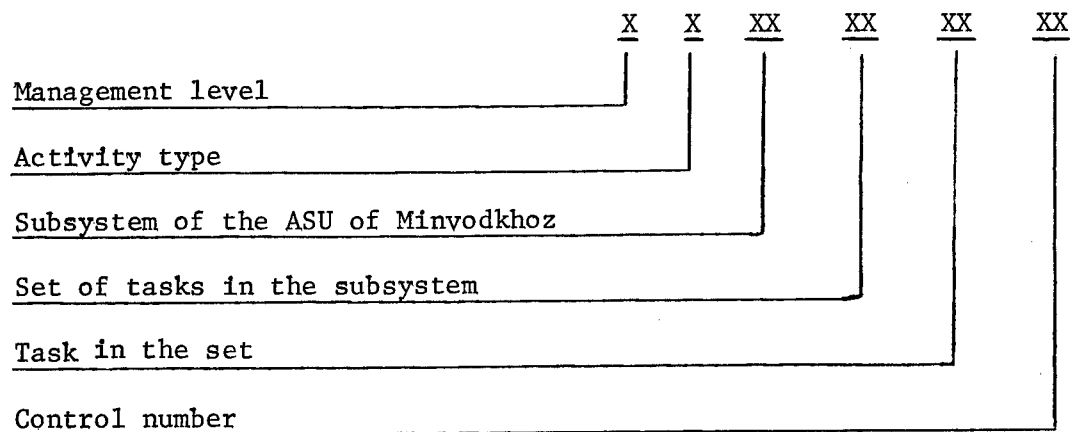 X X XX XX XX XX
Management level
Activity type
Subsystem of the ASU of Minvodkhoz
Set of tasks in the subsystem
Task in the set
Control number